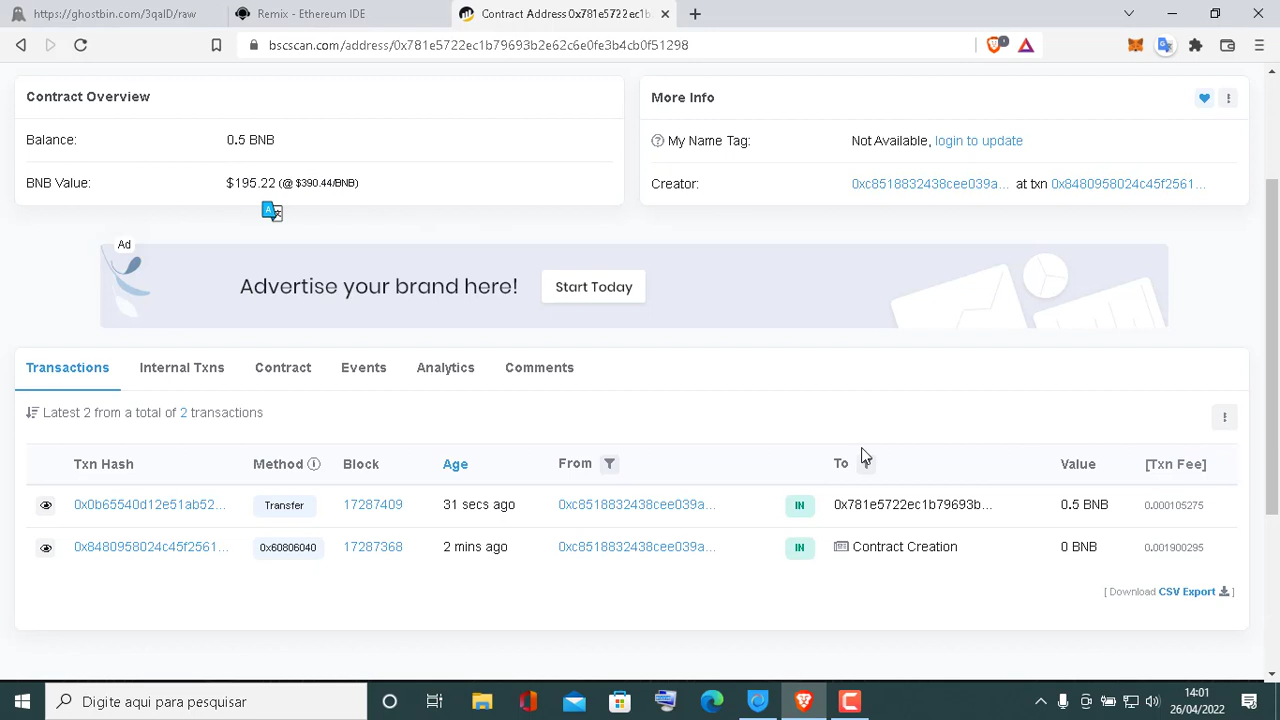 https://ghostbin.com/3gaID/raw
Remix - Ethereum IDE
Contract Address 0x781e5722ec1b
bscscan.com/address/0x781e5722ec1b79693b2e62c6e0fe3b4cb0f51298
Contract Overview
Balance: 0.5 BNB
BNB Value: $195.22 (@ $390.44/BNB)
More Info
My Name Tag: Not Available, login to update
Creator: 0xc8518832438cee039a... at txn 0x8480958024c45f2561...
Ad
Advertise your brand here! Start Today
Transactions Internal Txns Contract Events Analytics Comments
Latest 2 from a total of 2 transactions
Txn Hash Method Block Age From To Value [Txn Fee]
0x0b65540d12e51ab52... Transfer 17287409 31 secs ago 0xc8518832438cee039a... IN 0x781e5722ec1b79693b... 0.5 BNB 0.000105275
0x8480958024c45f2561... 0x60806040 17287368 2 mins ago 0xc8518832438cee039a... IN Contract Creation 0 BNB 0.001900295
[ Download CSV Export ]
Digite aqui para pesquisar
14:01
26/04/2022